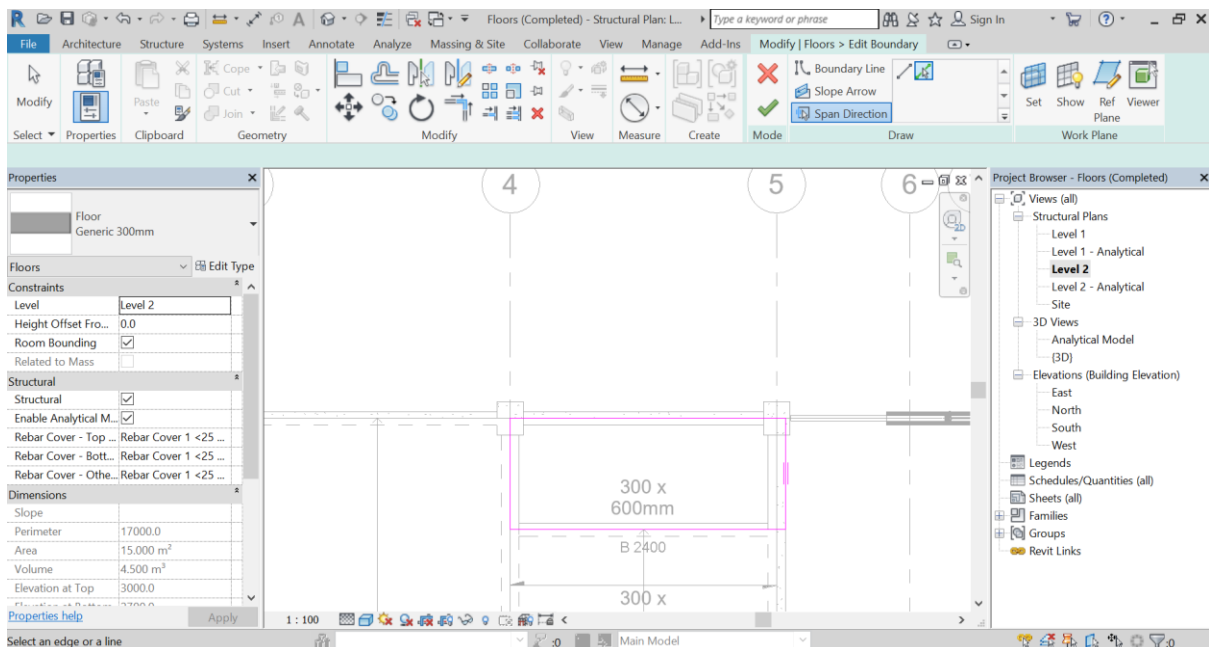 Floors (Completed) - Structural Plan: L...
Type a keyword or phrase
Sign In
File Architecture Structure Systems Insert Annotate Analyze Massing & Site Collaborate View Manage Add-Ins Modify | Floors > Edit Boundary
Modify
Paste
Cope
Cut
Join
Boundary Line
Slope Arrow
Span Direction
Set Show Ref Plane Viewer
Select Properties Clipboard Geometry Modify View Measure Create Mode Draw Work Plane
Properties
Floor
Generic 300mm
Floors Edit Type
Constraints
Level Level 2
Height Offset Fro... 0.0
Room Bounding
Related to Mass
Structural
Structural
Enable Analytical M...
Rebar Cover - Top ... Rebar Cover 1 <25 ...
Rebar Cover - Bott... Rebar Cover 1 <25 ...
Rebar Cover - Othe... Rebar Cover 1 <25 ...
Dimensions
Slope
Perimeter 17000.0
Area 15.000 m²
Volume 4.500 m³
Elevation at Top 3000.0
Properties help Apply
4 5 6
2D
300 x
600mm
B 2400
300 x
1 : 100
Project Browser - Floors (Completed)
Views (all)
Structural Plans
Level 1
Level 1 - Analytical
Level 2
Level 2 - Analytical
Site
3D Views
Analytical Model
{3D}
Elevations (Building Elevation)
East
North
South
West
Legends
Schedules/Quantities (all)
Sheets (all)
Families
Groups
Revit Links
Select an edge or a line
:0
Main Model
:0